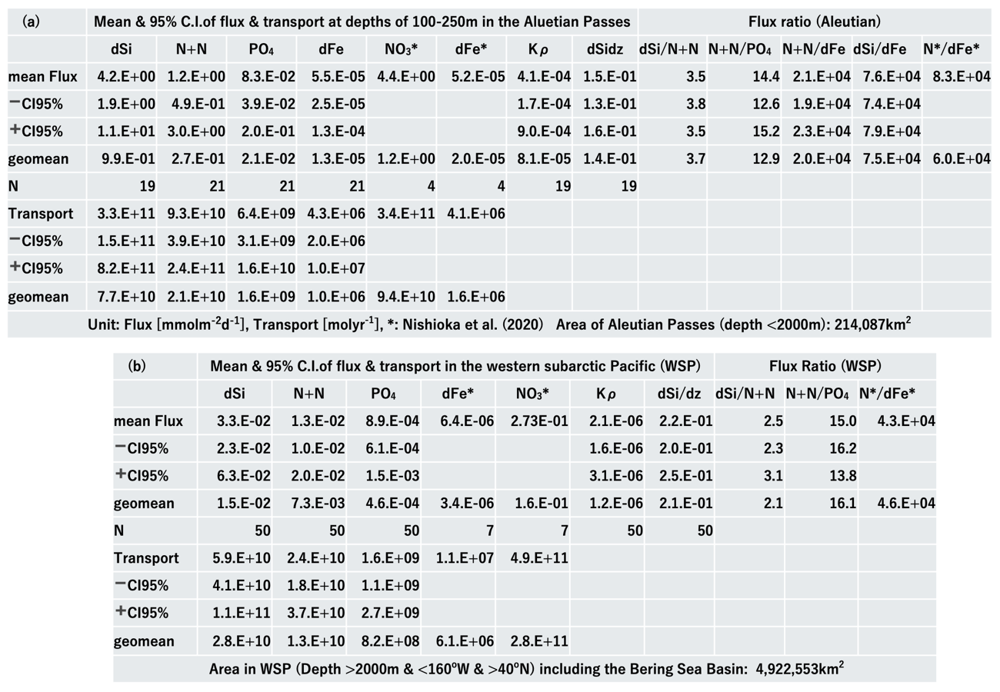 (a) Mean & 95% C.I.of flux & transport at depths of 100-250m in the Aluetian Passes Flux ratio (Aleutian)
dSi N+N PO₄ dFe NO₃* dFe* Kρ dSidz dSi/N+N N+N/PO₄ N+N/dFe dSi/dFe N*/dFe*
mean Flux 4.2.E+00 1.2.E+00 8.3.E-02 5.5.E-05 4.4.E+00 5.2.E-05 4.1.E-04 1.5.E-01 3.5 14.4 2.1.E+04 7.6.E+04 8.3.E+04
−CI95% 1.9.E+00 4.9.E-01 3.9.E-02 2.5.E-05 1.7.E-04 1.3.E-01 3.8 12.6 1.9.E+04 7.4.E+04
+CI95% 1.1.E+01 3.0.E+00 2.0.E-01 1.3.E-04 9.0.E-04 1.6.E-01 3.5 15.2 2.3.E+04 7.9.E+04
geomean 9.9.E-01 2.7.E-01 2.1.E-02 1.3.E-05 1.2.E+00 2.0.E-05 8.1.E-05 1.4.E-01 3.7 12.9 2.0.E+04 7.5.E+04 6.0.E+04
N 19 21 21 21 4 4 19 19
Transport 3.3.E+11 9.3.E+10 6.4.E+09 4.3.E+06 3.4.E+11 4.1.E+06
−CI95% 1.5.E+11 3.9.E+10 3.1.E+09 2.0.E+06
+CI95% 8.2.E+11 2.4.E+11 1.6.E+10 1.0.E+07
geomean 7.7.E+10 2.1.E+10 1.6.E+09 1.0.E+06 9.4.E+10 1.6.E+06
Unit: Flux [mmolm⁻²d⁻¹], Transport [molyr⁻¹], *: Nishioka et al. (2020) Area of Aleutian Passes (depth <2000m): 214,087km²
(b) Mean & 95% C.I.of flux & transport in the western subarctic Pacific (WSP) Flux Ratio (WSP)
dSi N+N PO₄ dFe* NO₃* Kρ dSi/dz dSi/N+N N+N/PO₄ N*/dFe*
mean Flux 3.3.E-02 1.3.E-02 8.9.E-04 6.4.E-06 2.73E-01 2.1.E-06 2.2.E-01 2.5 15.0 4.3.E+04
−CI95% 2.3.E-02 1.0.E-02 6.1.E-04 1.6.E-06 2.0.E-01 2.3 16.2
+CI95% 6.3.E-02 2.0.E-02 1.5.E-03 3.1.E-06 2.5.E-01 3.1 13.8
geomean 1.5.E-02 7.3.E-03 4.6.E-04 3.4.E-06 1.6.E-01 1.2.E-06 2.1.E-01 2.1 16.1 4.6.E+04
N 50 50 50 7 7 50 50
Transport 5.9.E+10 2.4.E+10 1.6.E+09 1.1.E+07 4.9.E+11
−CI95% 4.1.E+10 1.8.E+10 1.1.E+09
+CI95% 1.1.E+11 3.7.E+10 2.7.E+09
geomean 2.8.E+10 1.3.E+10 8.2.E+08 6.1.E+06 2.8.E+11
Area in WSP (Depth >2000m & <160ºW & >40ºN) including the Bering Sea Basin: 4,922,553km²